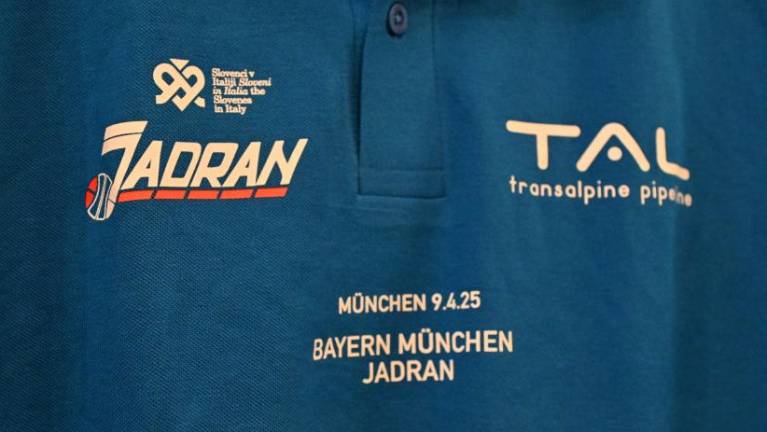 Slovenci v
Italiji Sloveni
in Italia the
Slovenes
in Italy
JADRAN
TAL
transalpine pipeline
MÜNCHEN 9.4.25
BAYERN MÜNCHEN
JADRAN